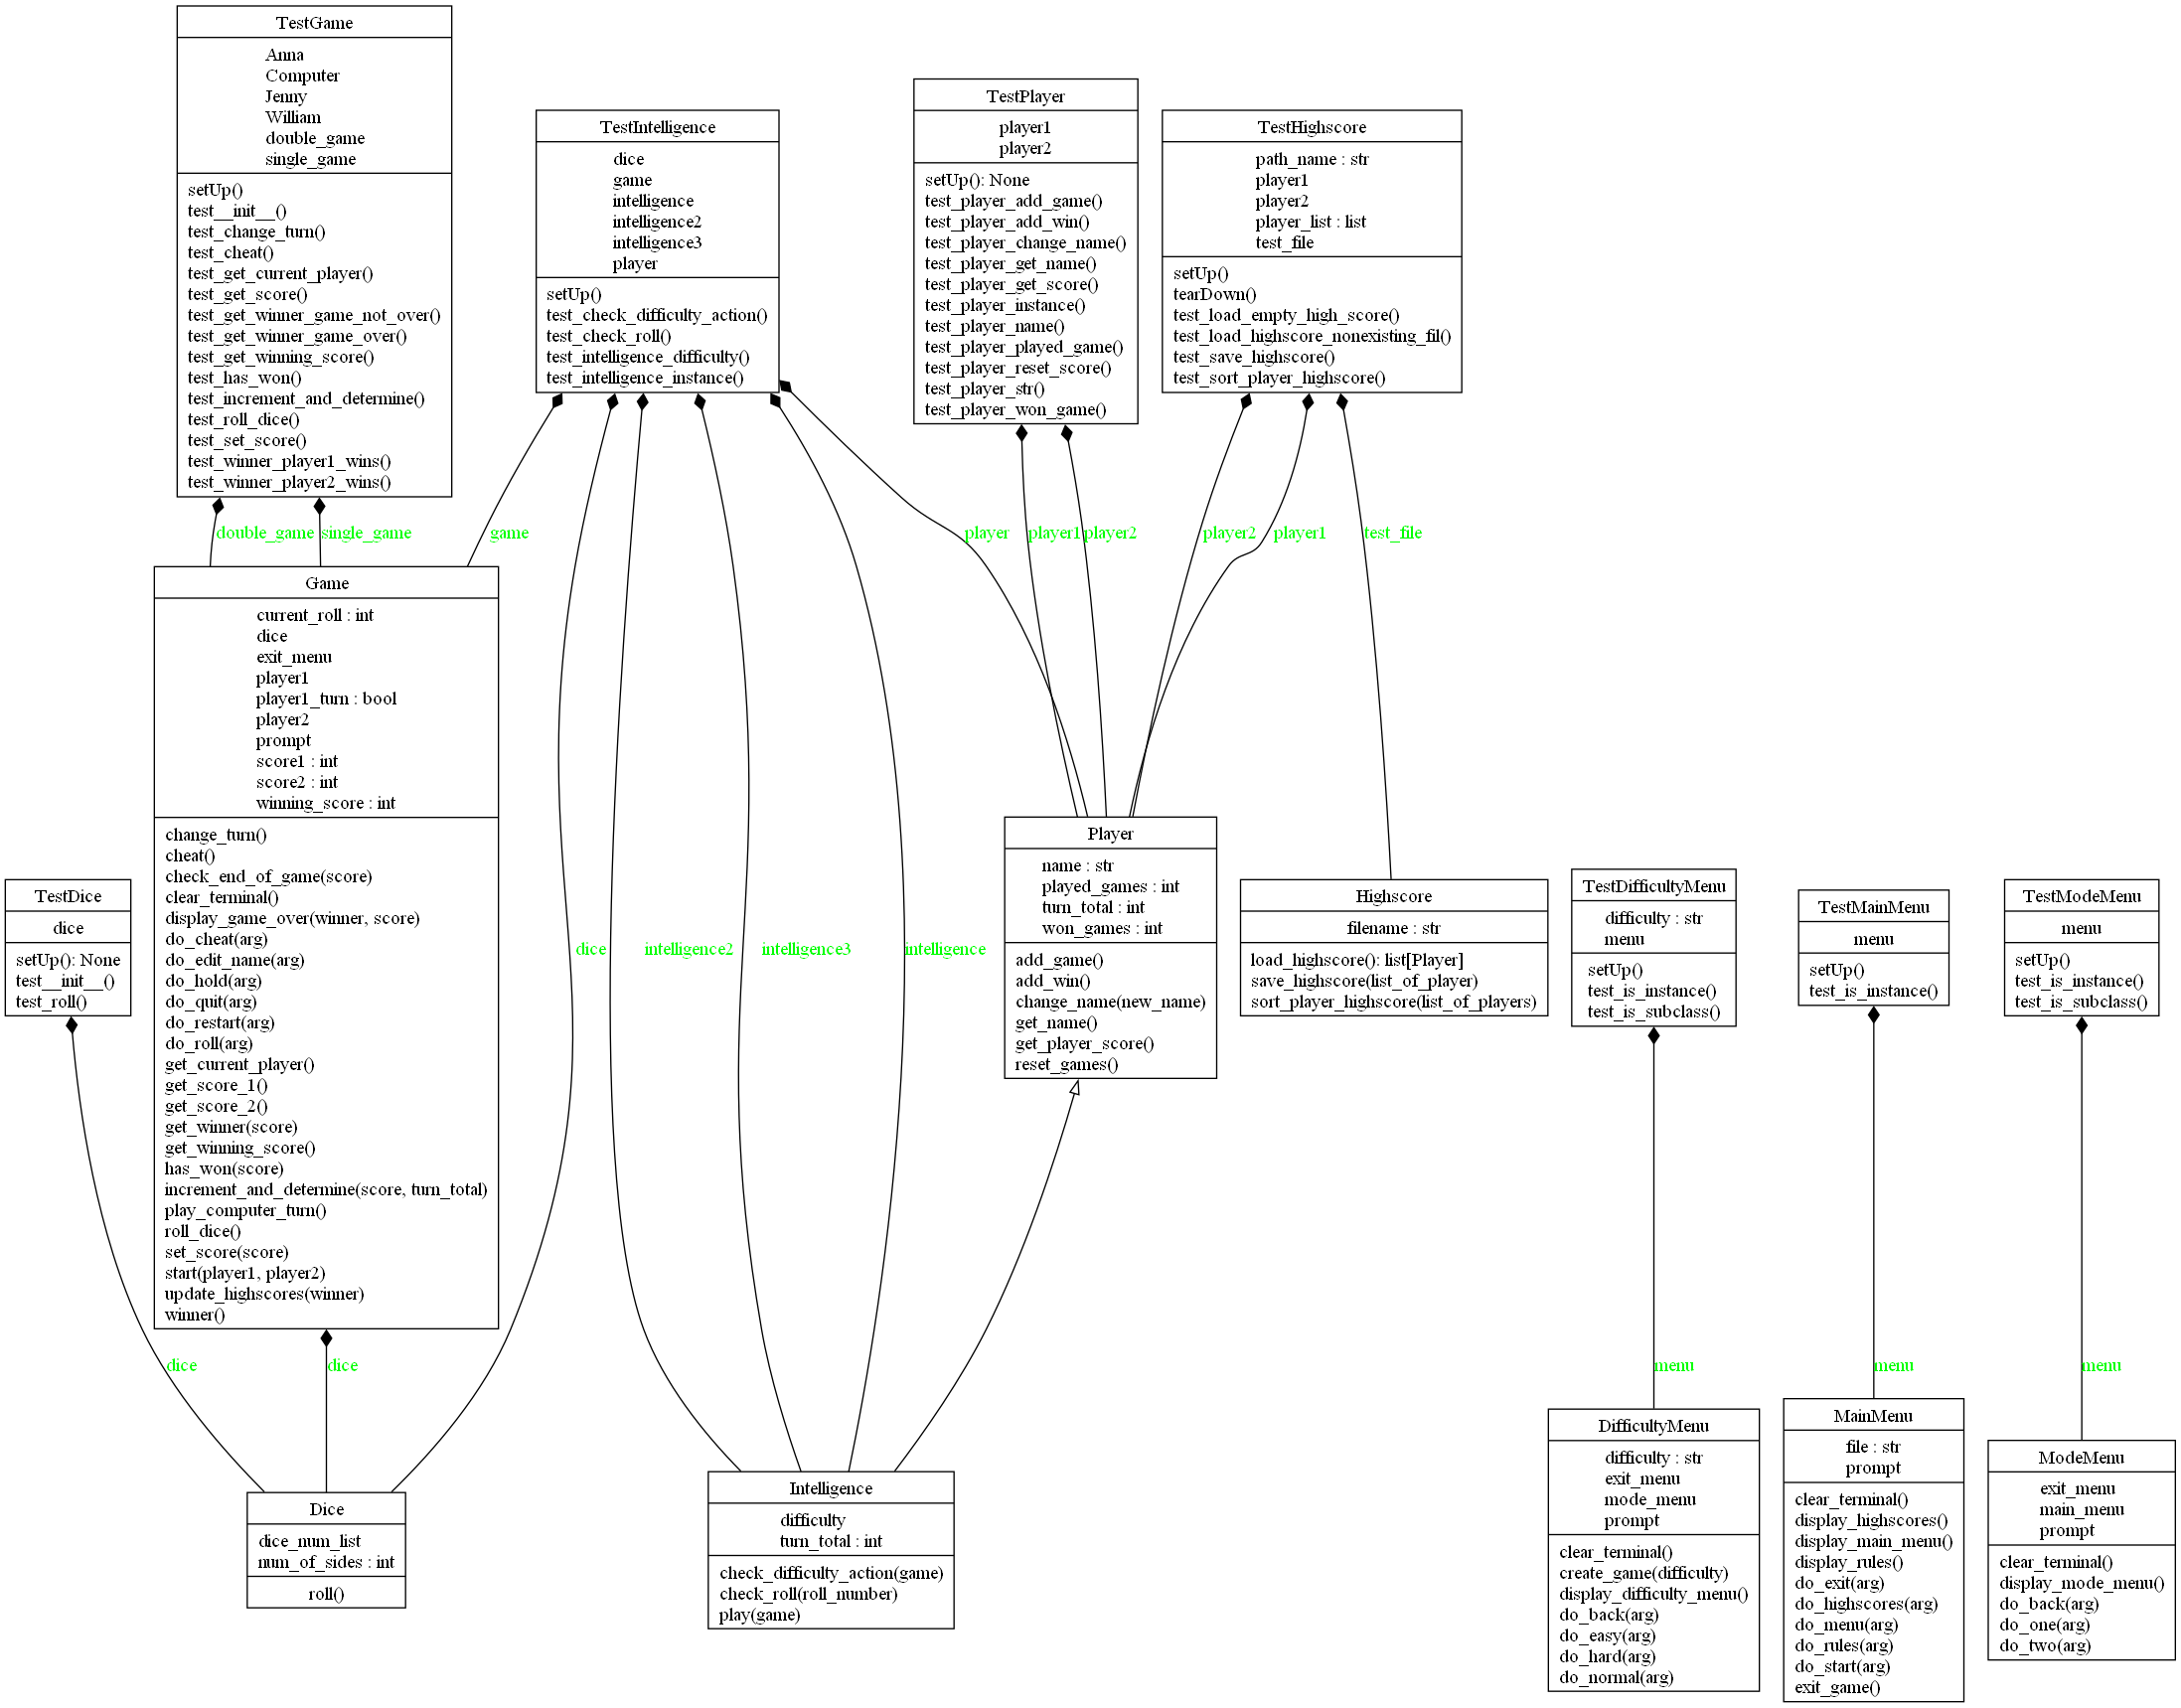 TestGame
Anna
Computer
Jenny
William
double_game
single_game
setUp()
test__init__()
test_change_turn()
test_cheat()
test_get_current_player()
test_get_score()
test_get_winner_game_not_over()
test_get_winner_game_over()
test_get_winning_score()
test_has_won()
test_increment_and_determine()
test_roll_dice()
test_set_score()
test_winner_player1_wins()
test_winner_player2_wins()
TestIntelligence
dice
game
intelligence
intelligence2
intelligence3
player
setUp()
test_check_difficulty_action()
test_check_roll()
test_intelligence_difficulty()
test_intelligence_instance()
TestPlayer
player1
player2
setUp(): None
test_player_add_game()
test_player_add_win()
test_player_change_name()
test_player_get_name()
test_player_get_score()
test_player_instance()
test_player_name()
test_player_played_game()
test_player_reset_score()
test_player_str()
test_player_won_game()
TestHighscore
path_name : str
player1
player2
player_list : list
test_file
setUp()
tearDown()
test_load_empty_high_score()
test_load_highscore_nonexisting_fil()
test_save_highscore()
test_sort_player_highscore()
double_game
single_game
game
player
player1
player2
player2
player1
test_file
Game
current_roll : int
dice
exit_menu
player1
player1_turn : bool
player2
prompt
score1 : int
score2 : int
winning_score : int
change_turn()
cheat()
check_end_of_game(score)
clear_terminal()
display_game_over(winner, score)
do_cheat(arg)
do_edit_name(arg)
do_hold(arg)
do_quit(arg)
do_restart(arg)
do_roll(arg)
get_current_player()
get_score_1()
get_score_2()
get_winner(score)
get_winning_score()
has_won(score)
increment_and_determine(score, turn_total)
play_computer_turn()
roll_dice()
set_score(score)
start(player1, player2)
update_highscores(winner)
winner()
TestDice
dice
setUp(): None
test__init__()
test_roll()
dice
intelligence2
intelligence3
intelligence
Player
name : str
played_games : int
turn_total : int
won_games : int
add_game()
add_win()
change_name(new_name)
get_name()
get_player_score()
reset_games()
Highscore
filename : str
load_highscore(): list[Player]
save_highscore(list_of_player)
sort_player_highscore(list_of_players)
TestDifficultyMenu
difficulty : str
menu
setUp()
test_is_instance()
test_is_subclass()
TestMainMenu
menu
setUp()
test_is_instance()
TestModeMenu
menu
setUp()
test_is_instance()
test_is_subclass()
dice
dice
menu
menu
menu
Dice
dice_num_list
num_of_sides : int
roll()
Intelligence
difficulty
turn_total : int
check_difficulty_action(game)
check_roll(roll_number)
play(game)
DifficultyMenu
difficulty : str
exit_menu
mode_menu
prompt
clear_terminal()
create_game(difficulty)
display_difficulty_menu()
do_back(arg)
do_easy(arg)
do_hard(arg)
do_normal(arg)
MainMenu
file : str
prompt
clear_terminal()
display_highscores()
display_main_menu()
display_rules()
do_exit(arg)
do_highscores(arg)
do_menu(arg)
do_rules(arg)
do_start(arg)
exit_game()
ModeMenu
exit_menu
main_menu
prompt
clear_terminal()
display_mode_menu()
do_back(arg)
do_one(arg)
do_two(arg)